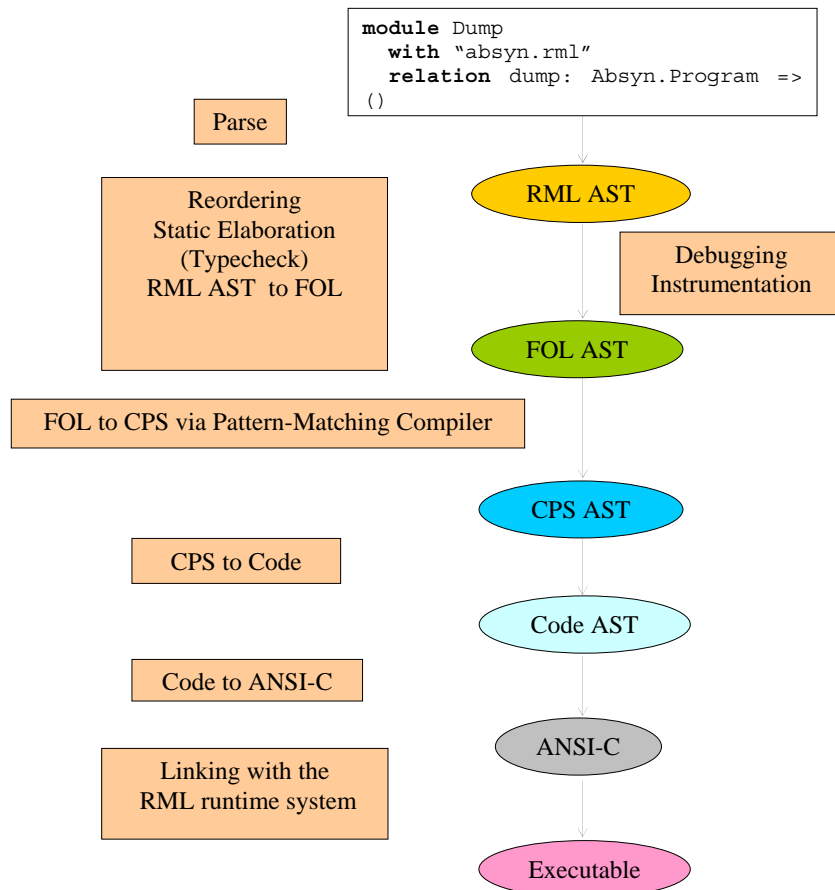 module Dump
with “absyn.rml”
relation dump: Absyn.Program =>
()
Parse
RML AST
Reordering
Static Elaboration
(Typecheck)
RML AST to FOL
Debugging
Instrumentation
FOL AST
FOL to CPS via Pattern-Matching Compiler
CPS AST
CPS to Code
Code AST
Code to ANSI-C
ANSI-C
Linking with the
RML runtime system
Executable